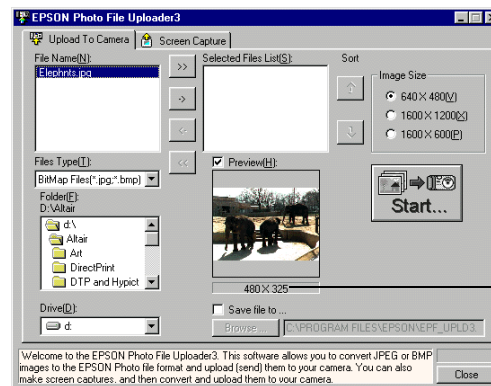 EPSON Photo File Uploader3
Upload To Camera
Screen Capture
File Name(N):
Elephnts.jpg
>>
->
<-
<<
Selected Files List(S):
Sort
Image Size
640 X 480(V)
1600 X 1200(X)
1600 X 600(P)
Files Type(T):
BitMap Files(*.jpg;*.bmp)
Folder(F):
D:\Altair
d:\
Altair
Art
DirectPrint
DTP and Hypict
Preview(H):
480 X 325
Start...
Drive(D):
d:
Save file to ...
Browse ...
C:\PROGRAM FILES\EPSON\EPF_UPLD3.
Welcome to the EPSON Photo File Uploader3. This software allows you to convert JPEG or BMP
images to the EPSON Photo file format and upload (send) them to your camera. You can also
make screen captures, and then convert and upload them to your camera.
Close